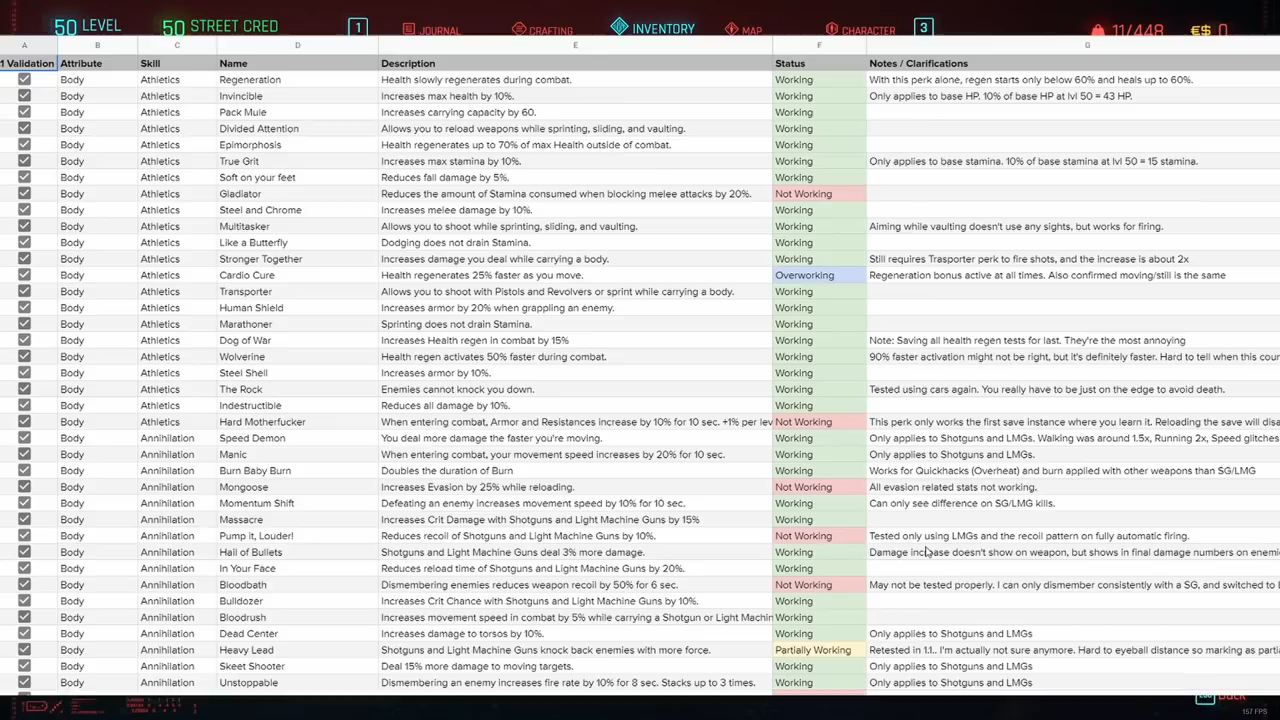 50 LEVEL 50 STREET CRED 1 JOURNAL CRAFTING INVENTORY MAP CHARACTER 3 11/448 €$ 0
A B C D E F G
1 Validation Attribute Skill Name Description Status Notes / Clarifications
Body Athletics Regeneration Health slowly regenerates during combat. Working With this perk alone, regen starts only below 60% and heals up to 60%.
Body Athletics Invincible Increases max health by 10%. Working Only applies to base HP. 10% of base HP at lvl 50 = 43 HP.
Body Athletics Pack Mule Increases carrying capacity by 60. Working
Body Athletics Divided Attention Allows you to reload weapons while sprinting, sliding, and vaulting. Working
Body Athletics Epimorphosis Health regenerates up to 70% of max Health outside of combat. Working
Body Athletics True Grit Increases max stamina by 10%. Working Only applies to base stamina. 10% of base stamina at lvl 50 = 15 stamina.
Body Athletics Soft on your feet Reduces fall damage by 5%. Working
Body Athletics Gladiator Reduces the amount of Stamina consumed when blocking melee attacks by 20%. Not Working
Body Athletics Steel and Chrome Increases melee damage by 10%. Working
Body Athletics Multitasker Allows you to shoot while sprinting, sliding, and vaulting. Working Aiming while vaulting doesn't use any sights, but works for firing.
Body Athletics Like a Butterfly Dodging does not drain Stamina. Working
Body Athletics Stronger Together Increases damage you deal while carrying a body. Working Still requires Trasporter perk to fire shots, and the increase is about 2x
Body Athletics Cardio Cure Health regenerates 25% faster as you move. Overworking Regeneration bonus active at all times. Also confirmed moving/still is the same
Body Athletics Transporter Allows you to shoot with Pistols and Revolvers or sprint while carrying a body. Working
Body Athletics Human Shield Increases armor by 20% when grappling an enemy. Working
Body Athletics Marathoner Sprinting does not drain Stamina. Working
Body Athletics Dog of War Increases Health regen in combat by 15% Working Note: Saving all health regen tests for last. They're the most annoying
Body Athletics Wolverine Health regen activates 50% faster during combat. Working 90% faster activation might not be right, but it's definitely faster. Hard to tell when this cour
Body Athletics Steel Shell Increases armor by 10%. Working
Body Athletics The Rock Enemies cannot knock you down. Working Tested using cars again. You really have to be just on the edge to avoid death.
Body Athletics Indestructible Reduces all damage by 10%. Working
Body Athletics Hard Motherfucker When entering combat, Armor and Resistances increase by 10% for 10 sec. +1% per lev Not Working This perk only works the first save instance where you learn it. Reloading the save will disa
Body Annihilation Speed Demon You deal more damage the faster you're moving. Working Only applies to Shotguns and LMGs. Walking was around 1.5x, Running 2x, Speed glitches
Body Annihilation Manic When entering combat, your movement speed increases by 20% for 10 sec. Working Only applies to Shotguns and LMGs.
Body Annihilation Burn Baby Burn Doubles the duration of Burn Working Works for Quickhacks (Overheat) and burn applied with other weapons than SG/LMG
Body Annihilation Mongoose Increases Evasion by 25% while reloading. Not Working All evasion related stats not working.
Body Annihilation Momentum Shift Defeating an enemy increases movement speed by 10% for 10 sec. Working Can only see difference on SG/LMG kills.
Body Annihilation Massacre Increases Crit Damage with Shotguns and Light Machine Guns by 15% Working
Body Annihilation Pump it, Louder! Reduces recoil of Shotguns and Light Machine Guns by 10%. Not Working Tested only using LMGs and the recoil pattern on fully automatic firing.
Body Annihilation Hail of Bullets Shotguns and Light Machine Guns deal 3% more damage. Working Damage increase doesn't show on weapon, but shows in final damage numbers on enemi
Body Annihilation In Your Face Reduces reload time of Shotguns and Light Machine Guns by 20%. Working
Body Annihilation Bloodbath Dismembering enemies reduces weapon recoil by 50% for 6 sec. Not Working May not be tested properly. I can only dismember consistently with a SG, and switched to
Body Annihilation Bulldozer Increases Crit Chance with Shotguns and Light Machine Guns by 10%. Working
Body Annihilation Bloodrush Increases movement speed in combat by 5% while carrying a Shotgun or Light Machin Working
Body Annihilation Dead Center Increases damage to torsos by 10%. Working Only applies to Shotguns and LMGs
Body Annihilation Heavy Lead Shotguns and Light Machine Guns knock back enemies with more force. Partially Working Retested in 1.1.. I'm actually not sure anymore. Hard to eyeball distance so marking as partia
Body Annihilation Skeet Shooter Deal 15% more damage to moving targets. Working Only applies to Shotguns and LMGs
Body Annihilation Unstoppable Dismembering an enemy increases fire rate by 10% for 8 sec. Stacks up to 3 times. Working Only applies to Shotguns and LMGs
Back
157 FPS